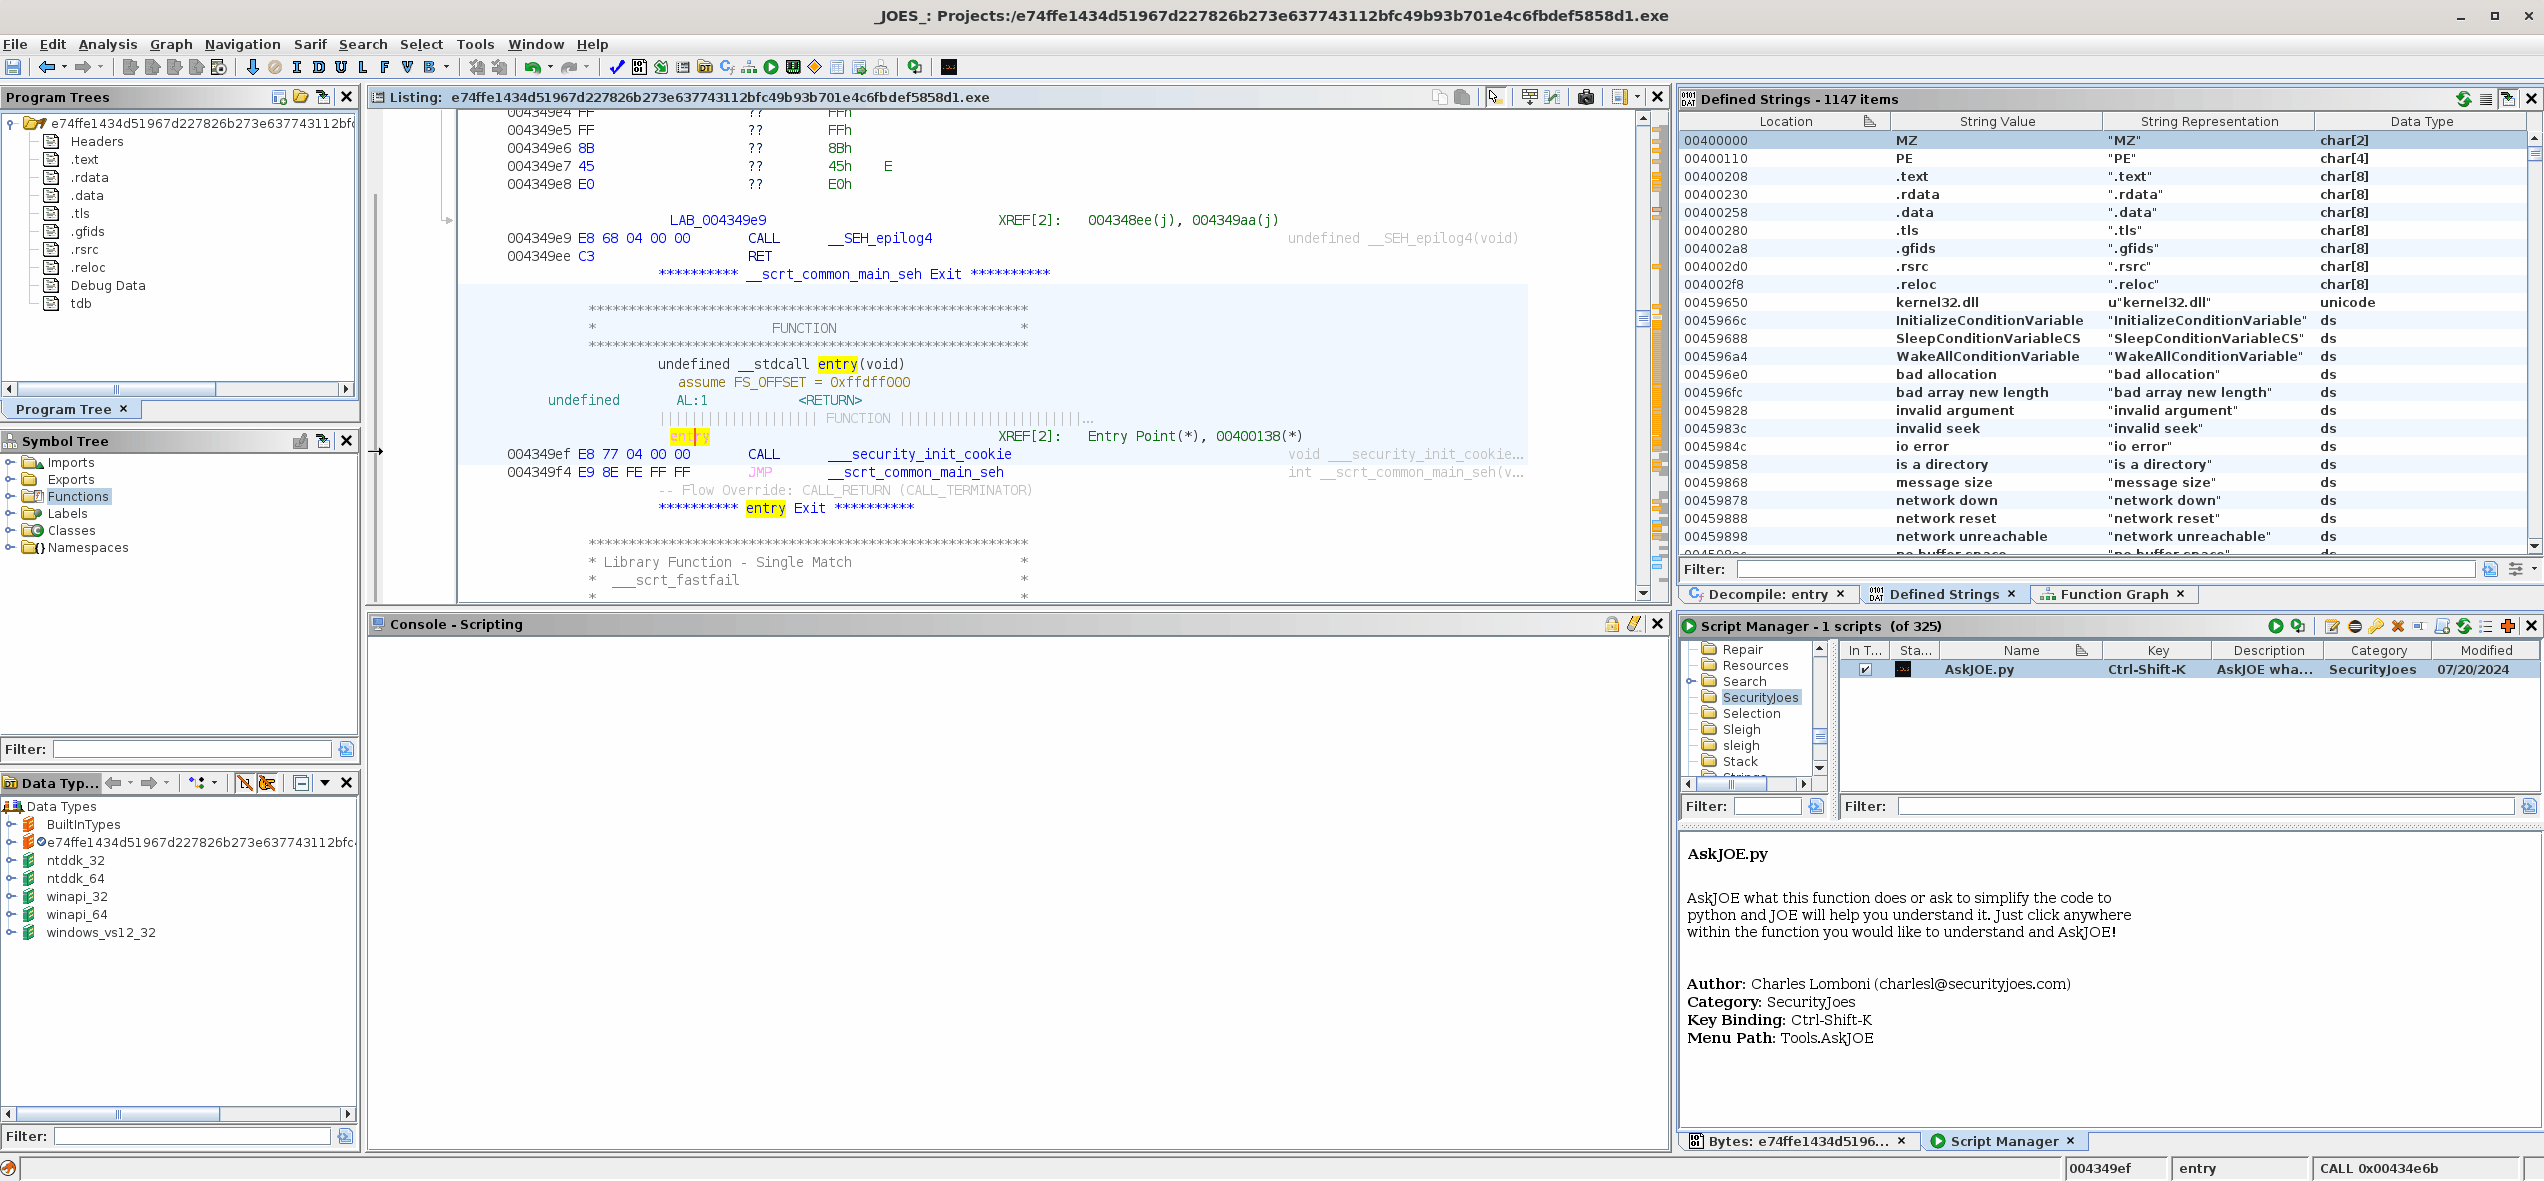 _JOES_: Projects:/e74ffe1434d51967d227826b273e637743112bfc49b93b701e4c6fbdef5858d1.exe
File Edit Analysis Graph Navigation Sarif Search Select Tools Window Help
I D U L F V B
Program Trees
e74ffe1434d51967d227826b273e637743112bfc
Headers
.text
.rdata
.data
.tls
.gfids
.rsrc
.reloc
Debug Data
tdb
Program Tree
Symbol Tree
Imports
Exports
Functions
Labels
Classes
Namespaces
Filter:
Data Typ...
Data Types
BuiltInTypes
e74ffe1434d51967d227826b273e637743112bfc
ntddk_32
ntddk_64
winapi_32
winapi_64
windows_vs12_32
Filter:
Listing: e74ffe1434d51967d227826b273e637743112bfc49b93b701e4c6fbdef5858d1.exe
004349e4 FF ?? FFh
004349e5 FF ?? FFh
004349e6 8B ?? 8Bh
004349e7 45 ?? 45h E
004349e8 E0 ?? E0h
LAB_004349e9 XREF[2]: 004348ee(j), 004349aa(j)
004349e9 E8 68 04 00 00 CALL __SEH_epilog4 undefined __SEH_epilog4(void)
004349ee C3 RET
********** __scrt_common_main_seh Exit **********
*******************************************************
* FUNCTION *
*******************************************************
undefined __stdcall entry(void)
assume FS_OFFSET = 0xffdff000
undefined AL:1 <RETURN>
|||||||||||||||||||| FUNCTION |||||||||||||||||||||||...
entry XREF[2]: Entry Point(*), 00400138(*)
004349ef E8 77 04 00 00 CALL ___security_init_cookie void ___security_init_cookie...
004349f4 E9 8E FE FF FF JMP __scrt_common_main_seh int __scrt_common_main_seh(v...
-- Flow Override: CALL_RETURN (CALL_TERMINATOR)
********** entry Exit **********
*******************************************************
* Library Function - Single Match *
* ___scrt_fastfail *
* *
Console - Scripting
Defined Strings - 1147 items
Location String Value String Representation Data Type
00400000 MZ "MZ" char[2]
00400110 PE "PE" char[4]
00400208 .text ".text" char[8]
00400230 .rdata ".rdata" char[8]
00400258 .data ".data" char[8]
00400280 .tls ".tls" char[8]
004002a8 .gfids ".gfids" char[8]
004002d0 .rsrc ".rsrc" char[8]
004002f8 .reloc ".reloc" char[8]
00459650 kernel32.dll u"kernel32.dll" unicode
0045966c InitializeConditionVariable "InitializeConditionVariable" ds
00459688 SleepConditionVariableCS "SleepConditionVariableCS" ds
004596a4 WakeAllConditionVariable "WakeAllConditionVariable" ds
004596e0 bad allocation "bad allocation" ds
004596fc bad array new length "bad array new length" ds
00459828 invalid argument "invalid argument" ds
0045983c invalid seek "invalid seek" ds
0045984c io error "io error" ds
00459858 is a directory "is a directory" ds
00459868 message size "message size" ds
00459878 network down "network down" ds
00459888 network reset "network reset" ds
00459898 network unreachable "network unreachable" ds
no buffer space "no buffer space" ds
Filter:
Decompile: entry Defined Strings Function Graph
Script Manager - 1 scripts (of 325)
Repair
Resources
Search
SecurityJoes
Selection
Sleigh
sleigh
Stack
Strings
Filter:
In T... Sta... Name Key Description Category Modified
AskJOE.py Ctrl-Shift-K AskJOE wha... SecurityJoes 07/20/2024
Filter:
AskJOE.py
AskJOE what this function does or ask to simplify the code to
python and JOE will help you understand it. Just click anywhere
within the function you would like to understand and AskJOE!
Author: Charles Lomboni (charlesl@securityjoes.com)
Category: SecurityJoes
Key Binding: Ctrl-Shift-K
Menu Path: Tools.AskJOE
Bytes: e74ffe1434d5196... Script Manager
004349ef entry CALL 0x00434e6b